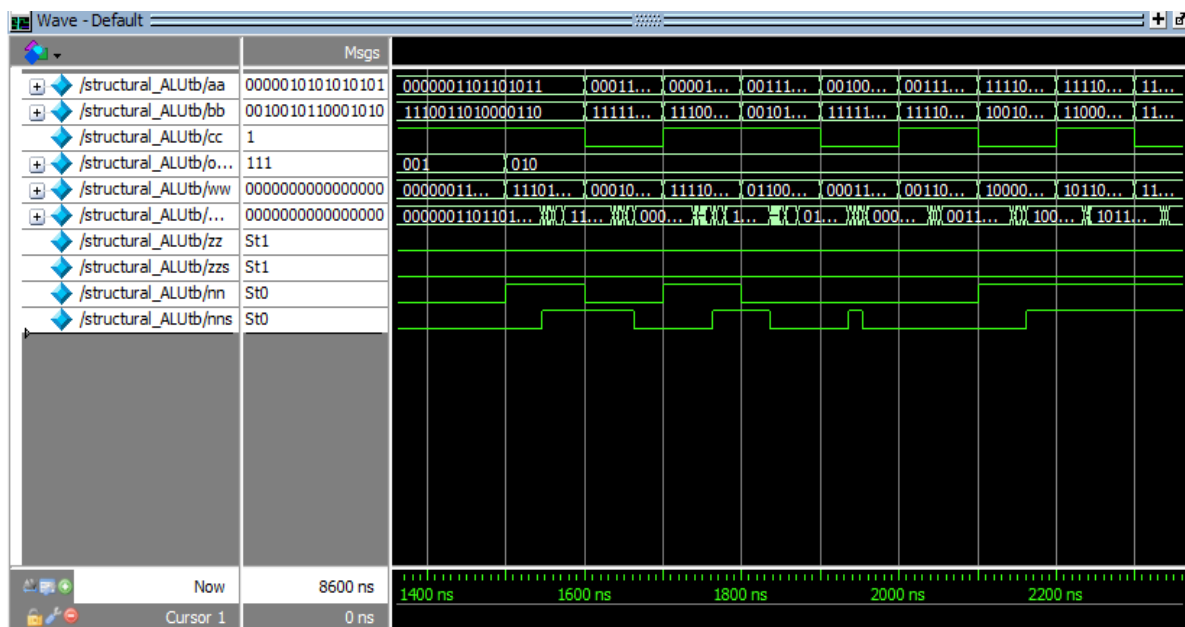 Wave - Default
Msgs
/structural_ALUtb/aa 0000010101010101 0000001101101011 00011... 00001... 00111... 00100... 00111... 11110... 11110... 11...
/structural_ALUtb/bb 0010010110001010 1110011010000110 11111... 11100... 00101... 11111... 11110... 10010... 11000... 11...
/structural_ALUtb/cc 1
/structural_ALUtb/o... 111 001 010
/structural_ALUtb/ww 0000000000000000 00000011... 11101... 00010... 11110... 01100... 00011... 00110... 10000... 10110... 11...
/structural_ALUtb/... 0000000000000000 0000001101101... 11... 000... 1... 01... 000... 0011... 100... 1011...
/structural_ALUtb/zz St1
/structural_ALUtb/zzs St1
/structural_ALUtb/nn St0
/structural_ALUtb/nns St0
Now 8600 ns 1400 ns 1600 ns 1800 ns 2000 ns 2200 ns
Cursor 1 0 ns